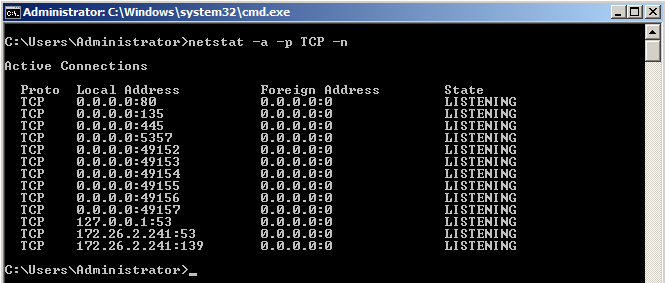 Administrator: C:\Windows\system32\cmd.exe
C:\Users\Administrator>netstat -a -p TCP -n
Active Connections
Proto  Local Address          Foreign Address        State
TCP    0.0.0.0:80             0.0.0.0:0              LISTENING
TCP    0.0.0.0:135            0.0.0.0:0              LISTENING
TCP    0.0.0.0:445            0.0.0.0:0              LISTENING
TCP    0.0.0.0:5357           0.0.0.0:0              LISTENING
TCP    0.0.0.0:49152          0.0.0.0:0              LISTENING
TCP    0.0.0.0:49153          0.0.0.0:0              LISTENING
TCP    0.0.0.0:49154          0.0.0.0:0              LISTENING
TCP    0.0.0.0:49155          0.0.0.0:0              LISTENING
TCP    0.0.0.0:49156          0.0.0.0:0              LISTENING
TCP    0.0.0.0:49157          0.0.0.0:0              LISTENING
TCP    127.0.0.1:53           0.0.0.0:0              LISTENING
TCP    172.26.2.241:53        0.0.0.0:0              LISTENING
TCP    172.26.2.241:139       0.0.0.0:0              LISTENING
C:\Users\Administrator>_